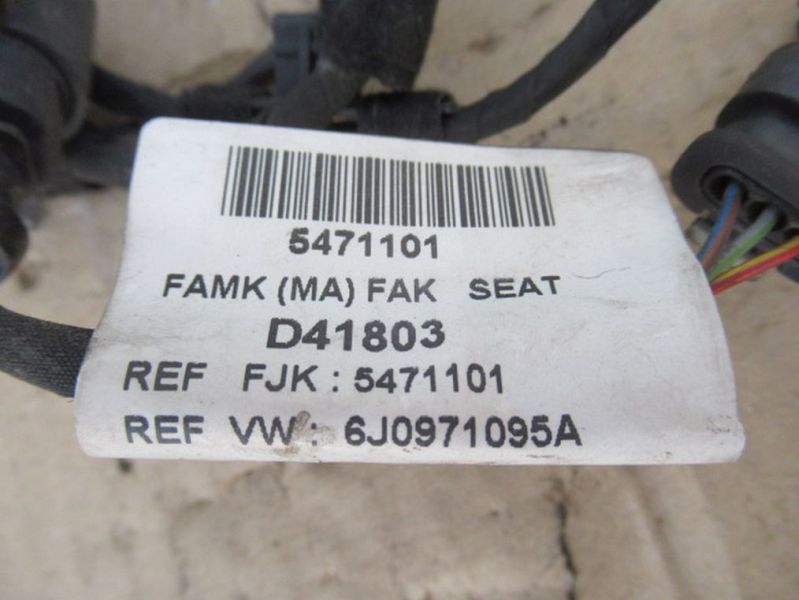 5471101
FAMK (MA) FAK SEAT
D41803
REF FJK : 5471101
REF VW : 6J0971095A